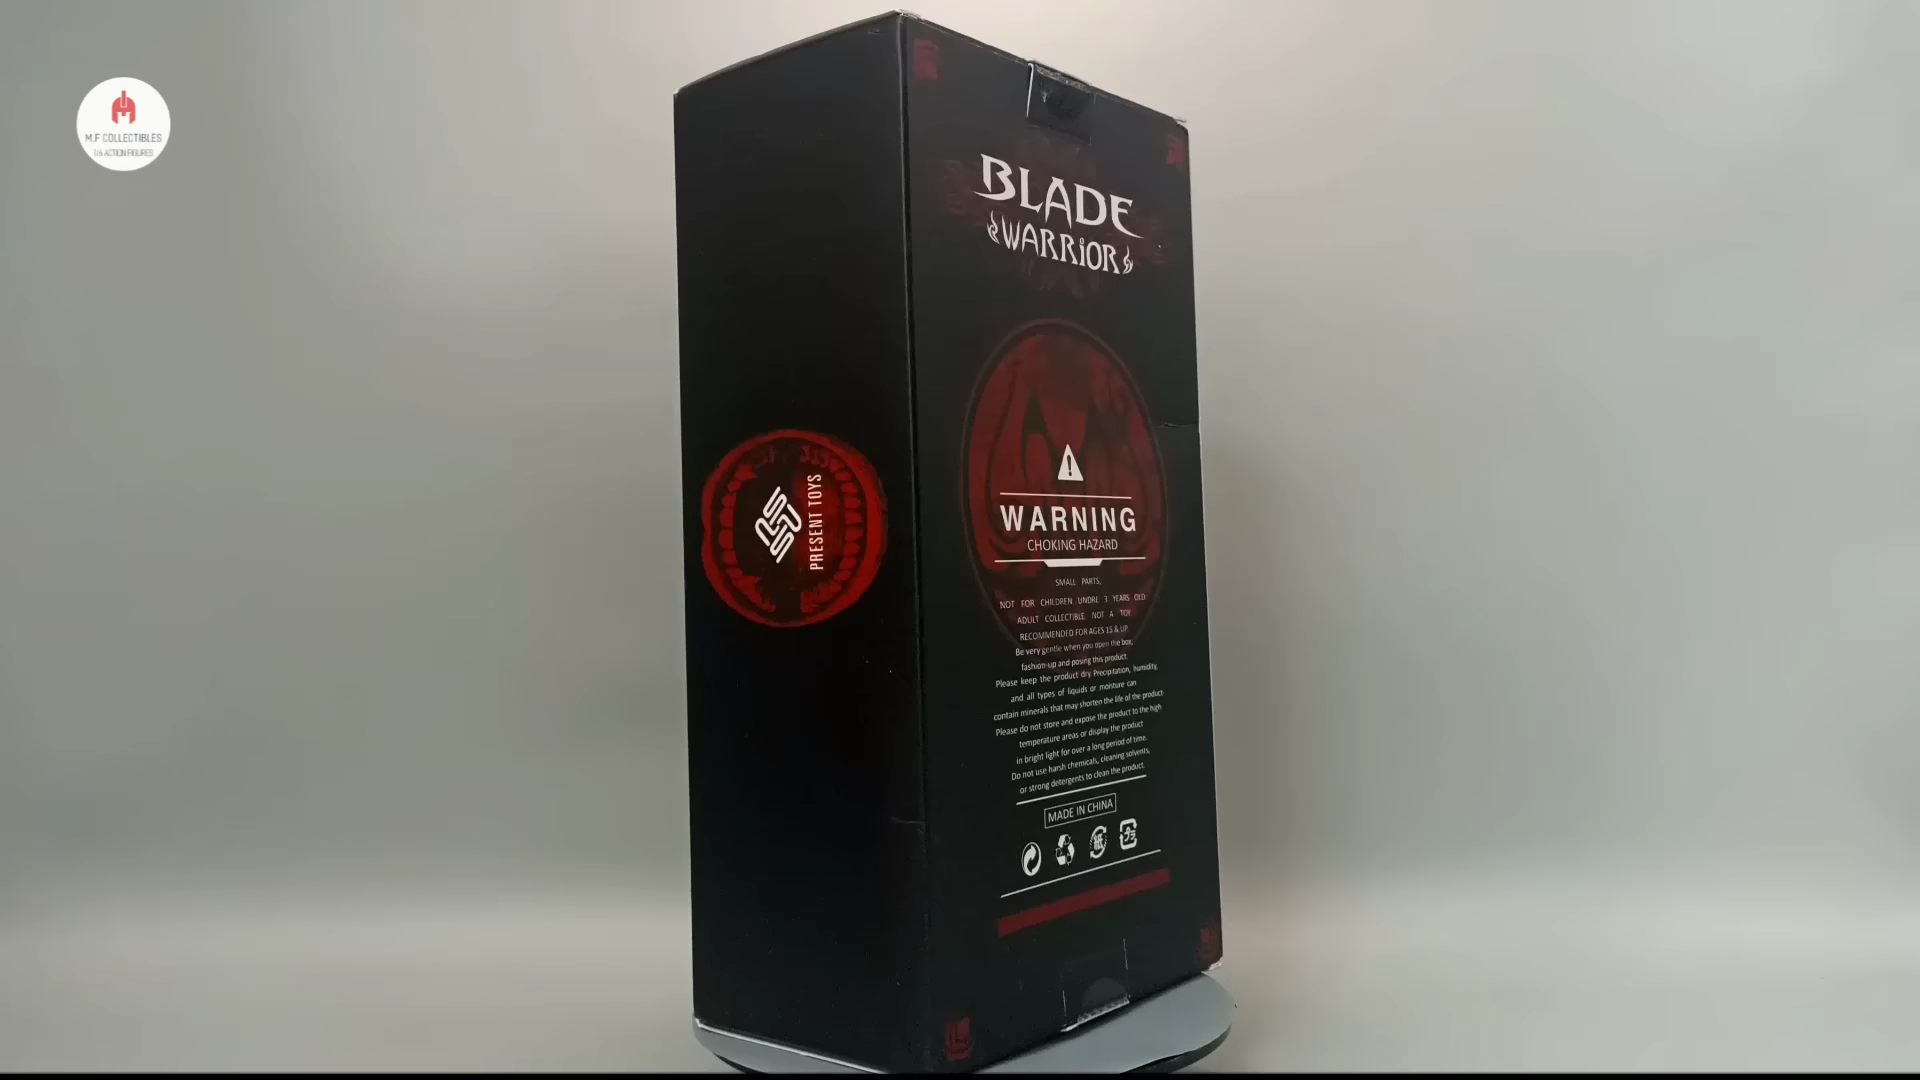 M.F COLLECTIBLES
1/6 ACTION FIGURES
BLADE
WARRiOR
PRESENT TOYS
WARNING
CHOKING HAZARD
SMALL PARTS,
NOT FOR CHILDREN UNDRE 3 YEARS OLD
ADULT COLLECTIBLE. NOT A TOY.
RECOMMENDED FOR AGES 15 & UP
Be very gentle when you open the box,
fashion-up and posing this product.
Please keep the product dry.Precipitation, humidity,
and all types of liquids or moisture can
contain minerals that may shorten the life of the product
Please do not store and expose the product to the high
temperature areas or display the product
in bright light for over a long period of time.
Do not use harsh chemicals, cleaning solvents,
or strong detergents to clean the product.
MADE IN CHINA